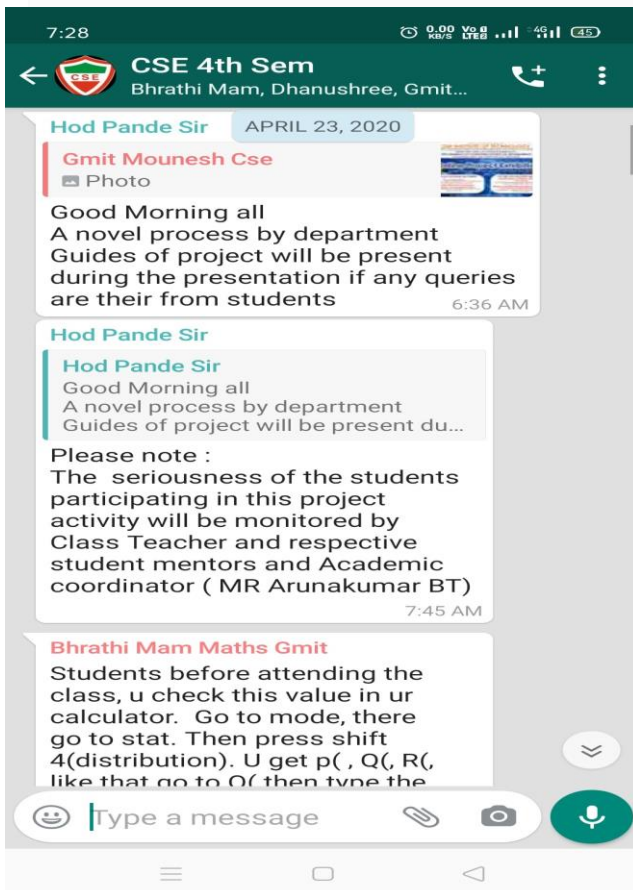 7:28
0.00 KB/S Vo LTE 4G 45
CSE 4th Sem
CSE
Bhrathi Mam, Dhanushree, Gmit...
Hod Pande Sir
APRIL 23, 2020
Gmit Mounesh Cse
Photo
Good Morning all
A novel process by department
Guides of project will be present
during the presentation if any queries
are their from students
6:36 AM
Hod Pande Sir
Hod Pande Sir
Good Morning all
A novel process by department
Guides of project will be present du...
Please note :
The seriousness of the students
participating in this project
activity will be monitored by
Class Teacher and respective
student mentors and Academic
coordinator ( MR Arunakumar BT)
7:45 AM
Bhrathi Mam Maths Gmit
Students before attending the
class, u check this value in ur
calculator. Go to mode, there
go to stat. Then press shift
4(distribution). U get p( , Q(, R(,
like that go to Q( then type the
Type a message